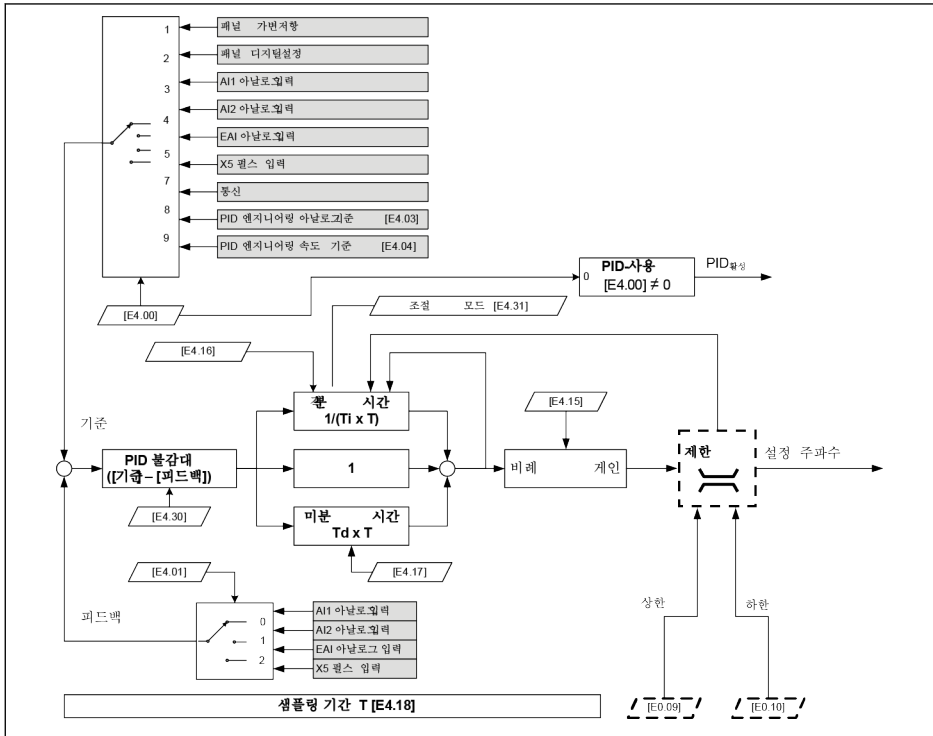 1 패널 가변저항
2 패널 디지털설정
3 AI1 아날로그입력
4 AI2 아날로그입력
EAI 아날로그입력
5 X5 펄스 입력
7 통신
8 PID 엔지니어링 아날로그기준 [E4.03]
9 PID 엔지니어링 속도 기준 [E4.04]
0 PID-사용
[E4.00] ≠ 0
PID활성
[E4.00]
조절 모드 [E4.31]
[E4.16]
시간
1/(Ti x T)
[E4.15]
기준
PID 불감대
([기준] – [피드백])
1
비례 게인
제한
설정 주파수
미분 시간
Td x T
[E4.30]
[E4.17]
[E4.01]
피드백
0 AI1 아날로그입력
1 AI2 아날로그입력
EAI 아날로그 입력
2 X5 펄스 입력
상한
하한
샘플링 기간 T [E4.18]
[E0.09]
[E0.10]